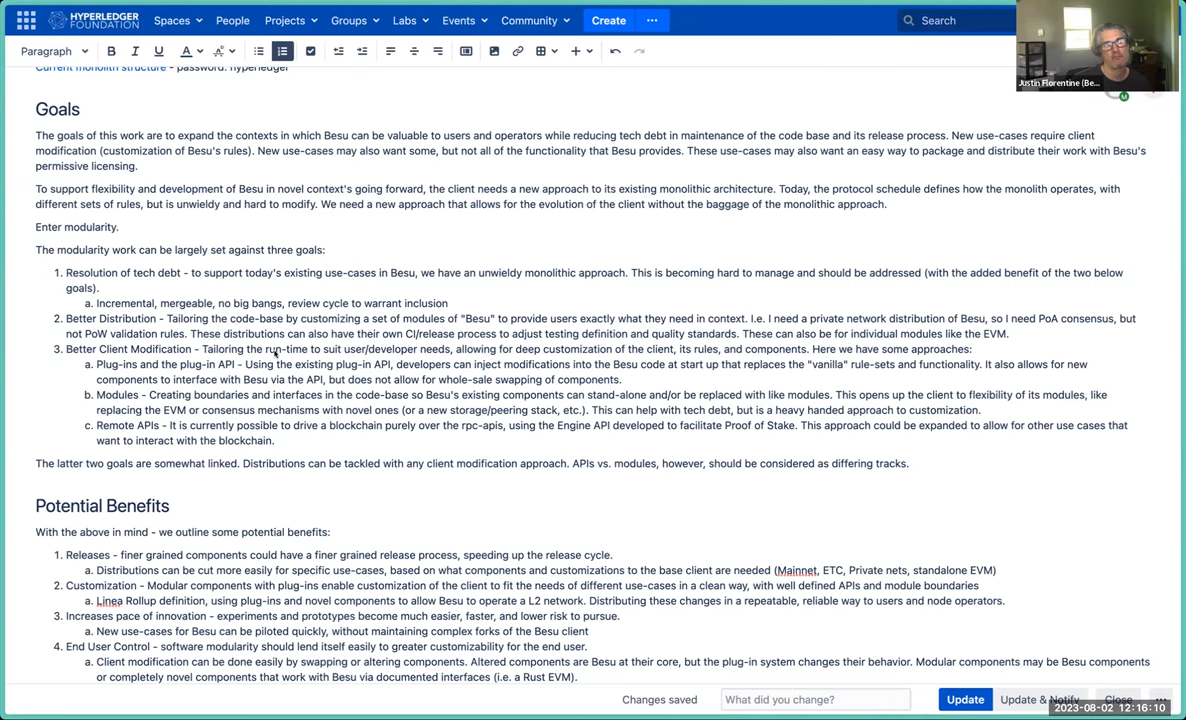 HYPERLEDGER
FOUNDATION
Spaces People Projects Groups Labs Events Community Create ... Search
Paragraph B I U A
Justin Florentine (Be...
Current monolith structure - password: hyperledger
Goals
The goals of this work are to expand the contexts in which Besu can be valuable to users and operators while reducing tech debt in maintenance of the code base and its release process. New use-cases require client
modification (customization of Besu's rules). New use-cases may also want some, but not all of the functionality that Besu provides. These use-cases may also want an easy way to package and distribute their work with Besu's
permissive licensing.
To support flexibility and development of Besu in novel context's going forward, the client needs a new approach to its existing monolithic architecture. Today, the protocol schedule defines how the monolith operates, with
different sets of rules, but is unwieldy and hard to modify. We need a new approach that allows for the evolution of the client without the baggage of the monolithic approach.
Enter modularity.
The modularity work can be largely set against three goals:
1. Resolution of tech debt - to support today's existing use-cases in Besu, we have an unwieldy monolithic approach. This is becoming hard to manage and should be addressed (with the added benefit of the two below
goals).
a. Incremental, mergeable, no big bangs, review cycle to warrant inclusion
2. Better Distribution - Tailoring the code-base by customizing a set of modules of "Besu" to provide users exactly what they need in context. I.e. I need a private network distribution of Besu, so I need PoA consensus, but
not PoW validation rules. These distributions can also have their own CI/release process to adjust testing definition and quality standards. These can also be for individual modules like the EVM.
3. Better Client Modification - Tailoring the run-time to suit user/developer needs, allowing for deep customization of the client, its rules, and components. Here we have some approaches:
a. Plug-ins and the plug-in API - Using the existing plug-in API, developers can inject modifications into the Besu code at start up that replaces the "vanilla" rule-sets and functionality. It also allows for new
components to interface with Besu via the API, but does not allow for whole-sale swapping of components.
b. Modules - Creating boundaries and interfaces in the code-base so Besu's existing components can stand-alone and/or be replaced with like modules. This opens up the client to flexibility of its modules, like
replacing the EVM or consensus mechanisms with novel ones (or a new storage/peering stack, etc.). This can help with tech debt, but is a heavy handed approach to customization.
c. Remote APIs - It is currently possible to drive a blockchain purely over the rpc-apis, using the Engine API developed to facilitate Proof of Stake. This approach could be expanded to allow for other use cases that
want to interact with the blockchain.
The latter two goals are somewhat linked. Distributions can be tackled with any client modification approach. APIs vs. modules, however, should be considered as differing tracks.
Potential Benefits
With the above in mind - we outline some potential benefits:
1. Releases - finer grained components could have a finer grained release process, speeding up the release cycle.
a. Distributions can be cut more easily for specific use-cases, based on what components and customizations to the base client are needed (Mainnet, ETC, Private nets, standalone EVM)
2. Customization - Modular components with plug-ins enable customization of the client to fit the needs of different use-cases in a clean way, with well defined APIs and module boundaries
a. Linea Rollup definition, using plug-ins and novel components to allow Besu to operate a L2 network. Distributing these changes in a repeatable, reliable way to users and node operators.
3. Increases pace of innovation - experiments and prototypes become much easier, faster, and lower risk to pursue.
a. New use-cases for Besu can be piloted quickly, without maintaining complex forks of the Besu client
4. End User Control - software modularity should lend itself easily to greater customizability for the end user.
a. Client modification can be done easily by swapping or altering components. Altered components are Besu at their core, but the plug-in system changes their behavior. Modular components may be Besu components
or completely novel components that work with Besu via documented interfaces (i.e. a Rust EVM).
Changes saved What did you change? Update Update & Notify Close
2023-08-02 12:16:10